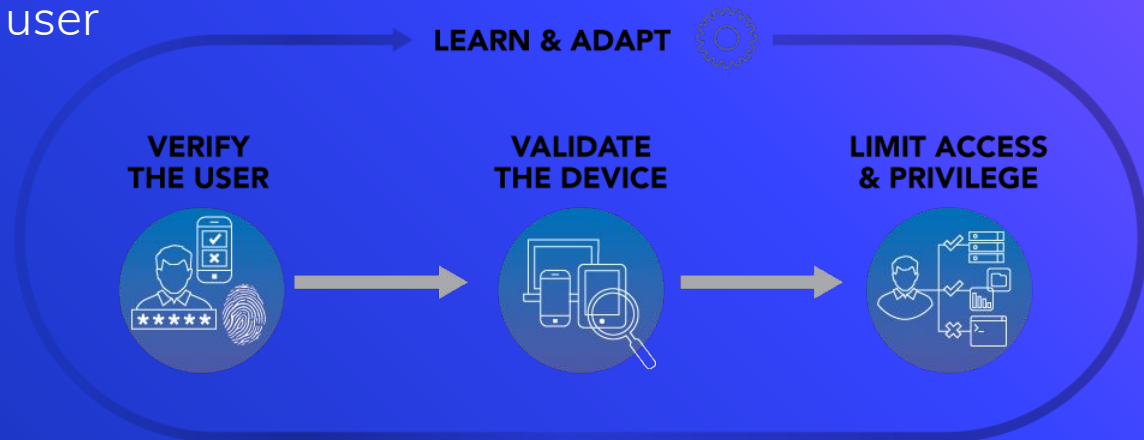 user
LEARN & ADAPT
VERIFY
THE USER
VALIDATE
THE DEVICE
LIMIT ACCESS
& PRIVILEGE
*****